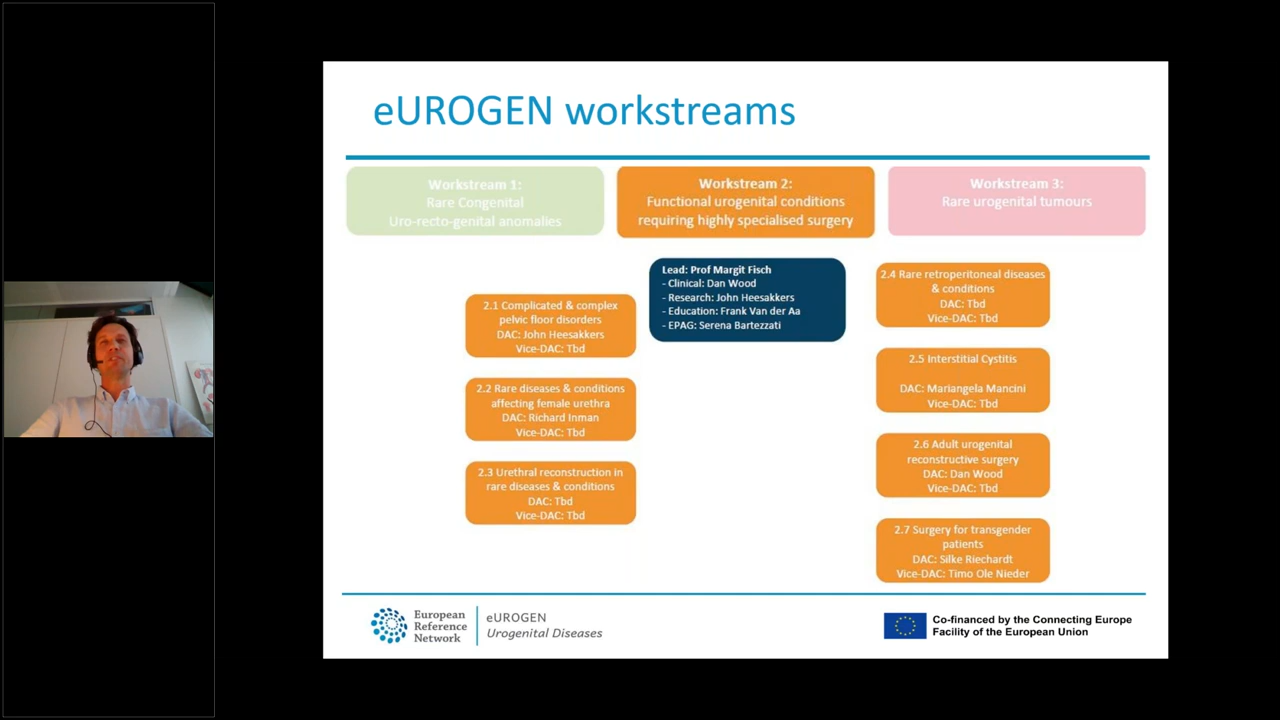 eUROGEN workstreams
Workstream 1:
Rare Congenital
Uro-recto-genital anomalies
Workstream 2:
Functional urogenital conditions
requiring highly specialised surgery
Workstream 3:
Rare urogenital tumours
Lead: Prof Margit Fisch
- Clinical: Dan Wood
- Research: John Heesakkers
- Education: Frank Van der Aa
- EPAG: Serena Bartezzati
2.1 Complicated & complex
pelvic floor disorders
DAC: John Heesakkers
Vice-DAC: Tbd
2.2 Rare diseases & conditions
affecting female urethra
DAC: Richard Inman
Vice-DAC: Tbd
2.3 Urethral reconstruction in
rare diseases & conditions
DAC: Tbd
Vice-DAC: Tbd
2.4 Rare retroperitoneal diseases
& conditions
DAC: Tbd
Vice-DAC: Tbd
2.5 Interstitial Cystitis
DAC: Mariangela Mancini
Vice-DAC: Tbd
2.6 Adult urogenital
reconstructive surgery
DAC: Dan Wood
Vice-DAC: Tbd
2.7 Surgery for transgender
patients
DAC: Silke Riechardt
Vice-DAC: Timo Ole Nieder
European
Reference
Network
eUROGEN
Urogenital Diseases
Co-financed by the Connecting Europe
Facility of the European Union